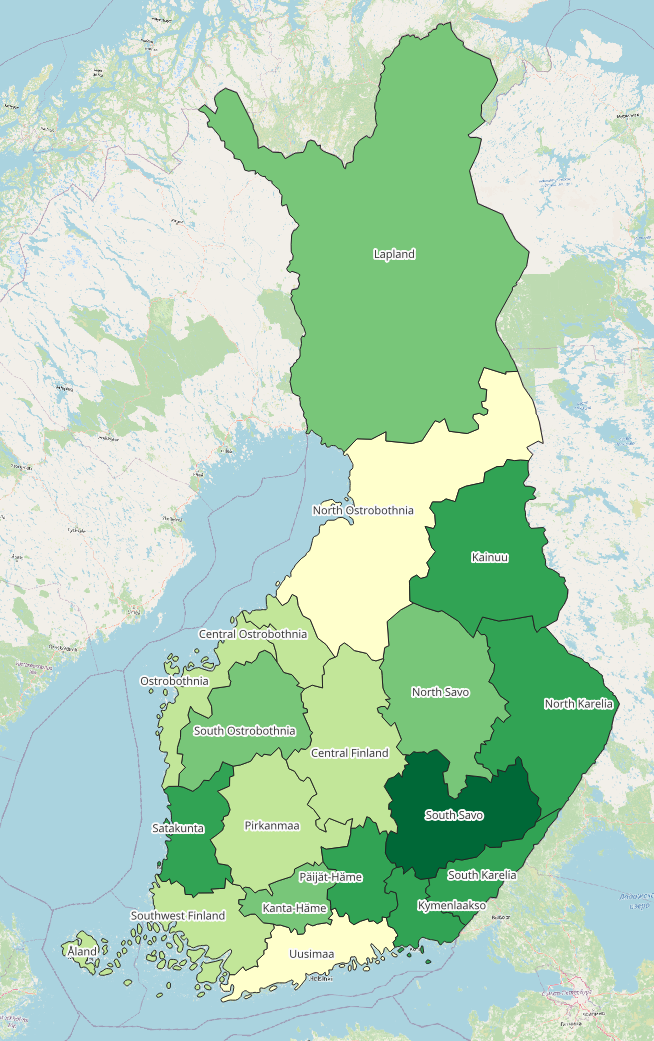 Lapland
North Ostrobothnia
Kainuu
Central Ostrobothnia
Ostrobothnia
North Savo
North Karelia
South Ostrobothnia
Central Finland
South Savo
Pirkanmaa
Satakunta
Päijät-Häme
South Karelia
Kymenlaakso
Kanta-Häme
Southwest Finland
Åland
Uusimaa